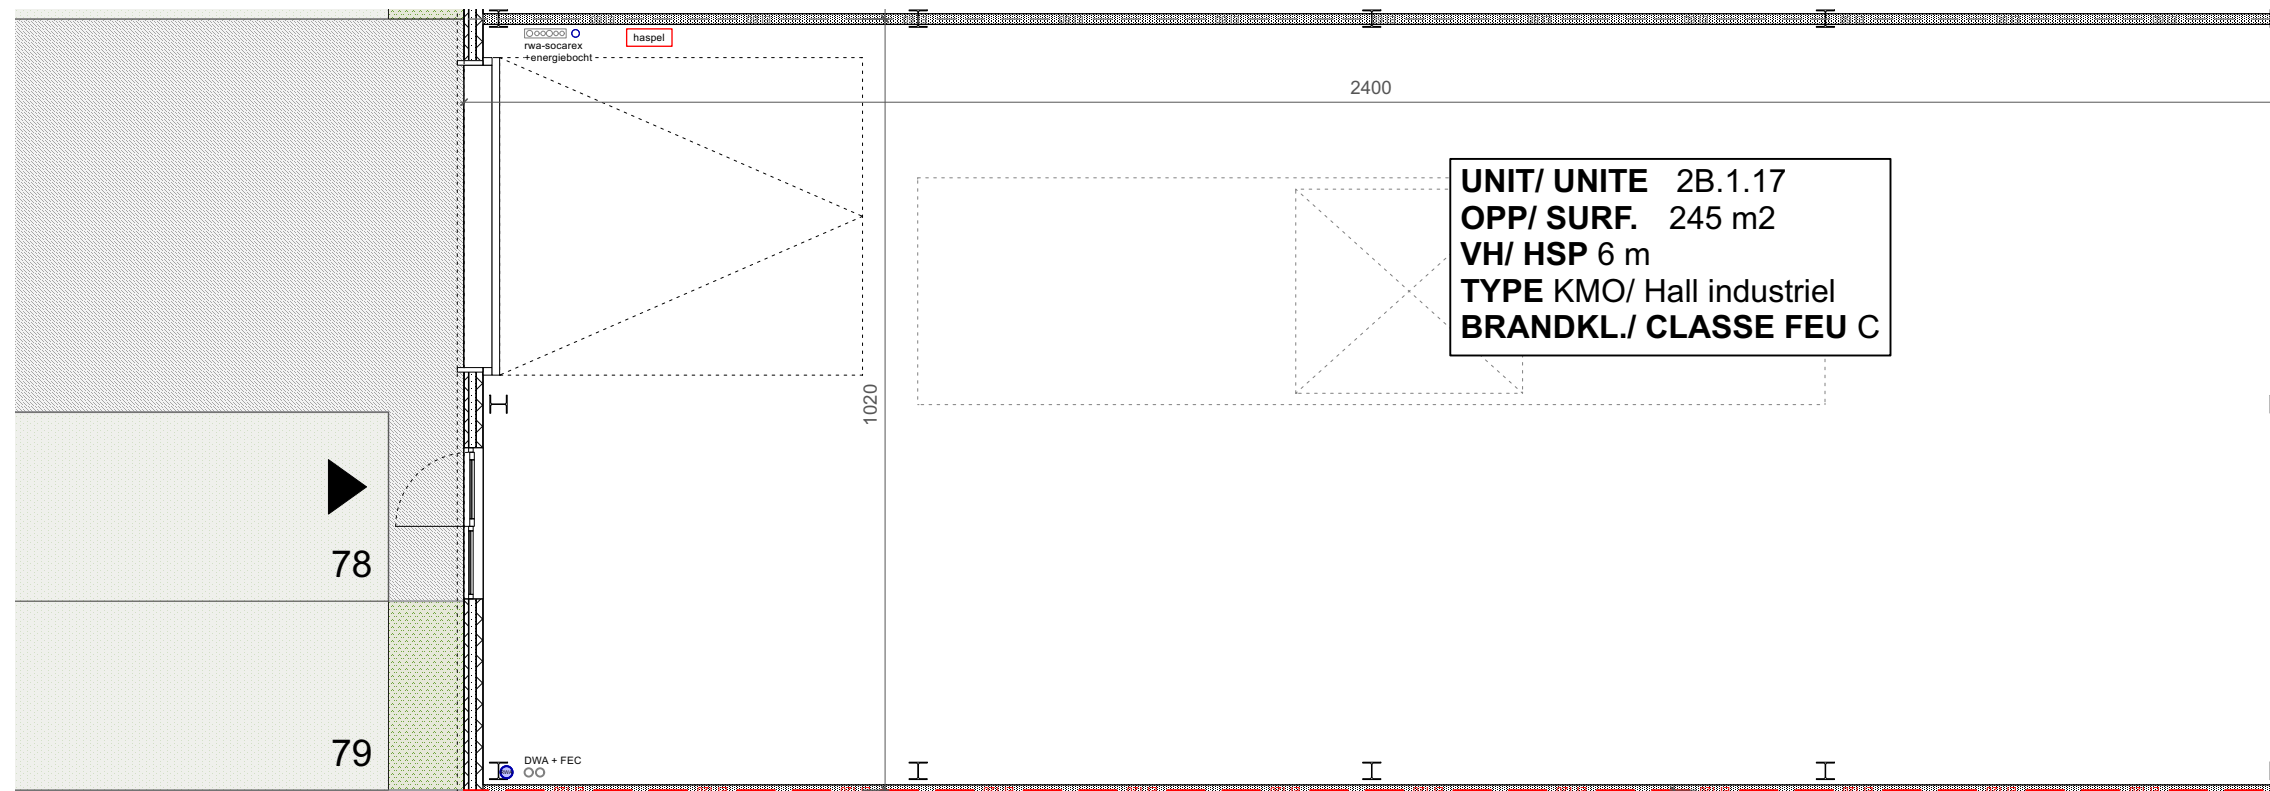 rwa-socarex
+energiebocht
haspel
2400
UNIT/ UNITE 2B.1.17
OPP/ SURF. 245 m2
VH/ HSP 6 m
TYPE KMO/ Hall industriel
BRANDKL./ CLASSE FEU C
1020
78
79
DWA + FEC